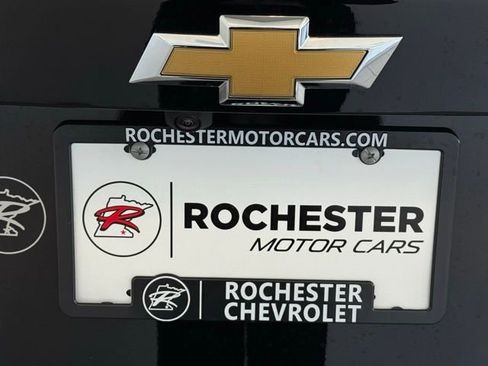 ROCHESTERMOTORCARS.COM
R
R
ROCHESTER
MOTOR CARS
R
ROCHESTER
CHEVROLET